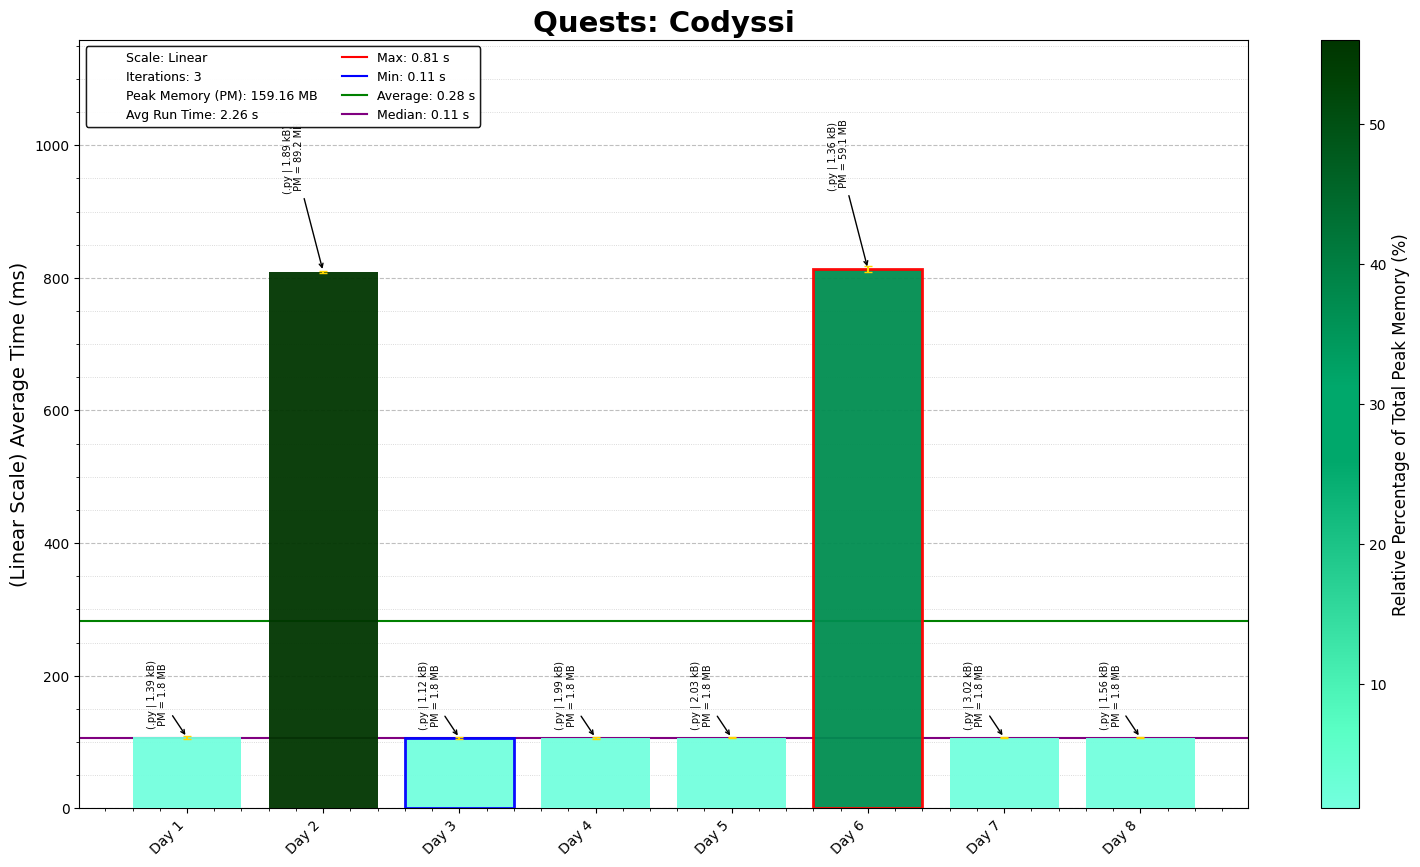 Quests: Codyssi
Scale: Linear
Iterations: 3
Peak Memory (PM): 159.16 MB
Avg Run Time: 2.26 s
Max: 0.81 s
Min: 0.11 s
Average: 0.28 s
Median: 0.11 s
(Linear Scale) Average Time (ms)
1000
800
600
400
200
0
(.py | 1.39 kB)
PM = 1.8 MB
(.py | 1.89 kB)
PM = 89.2 MB
(.py | 1.12 kB)
PM = 1.8 MB
(.py | 1.99 kB)
PM = 1.8 MB
(.py | 2.03 kB)
PM = 1.8 MB
(.py | 1.36 kB)
PM = 59.1 MB
(.py | 3.02 kB)
PM = 1.8 MB
(.py | 1.56 kB)
PM = 1.8 MB
Day 1
Day 2
Day 3
Day 4
Day 5
Day 6
Day 7
Day 8
50
40
30
20
10
Relative Percentage of Total Peak Memory (%)